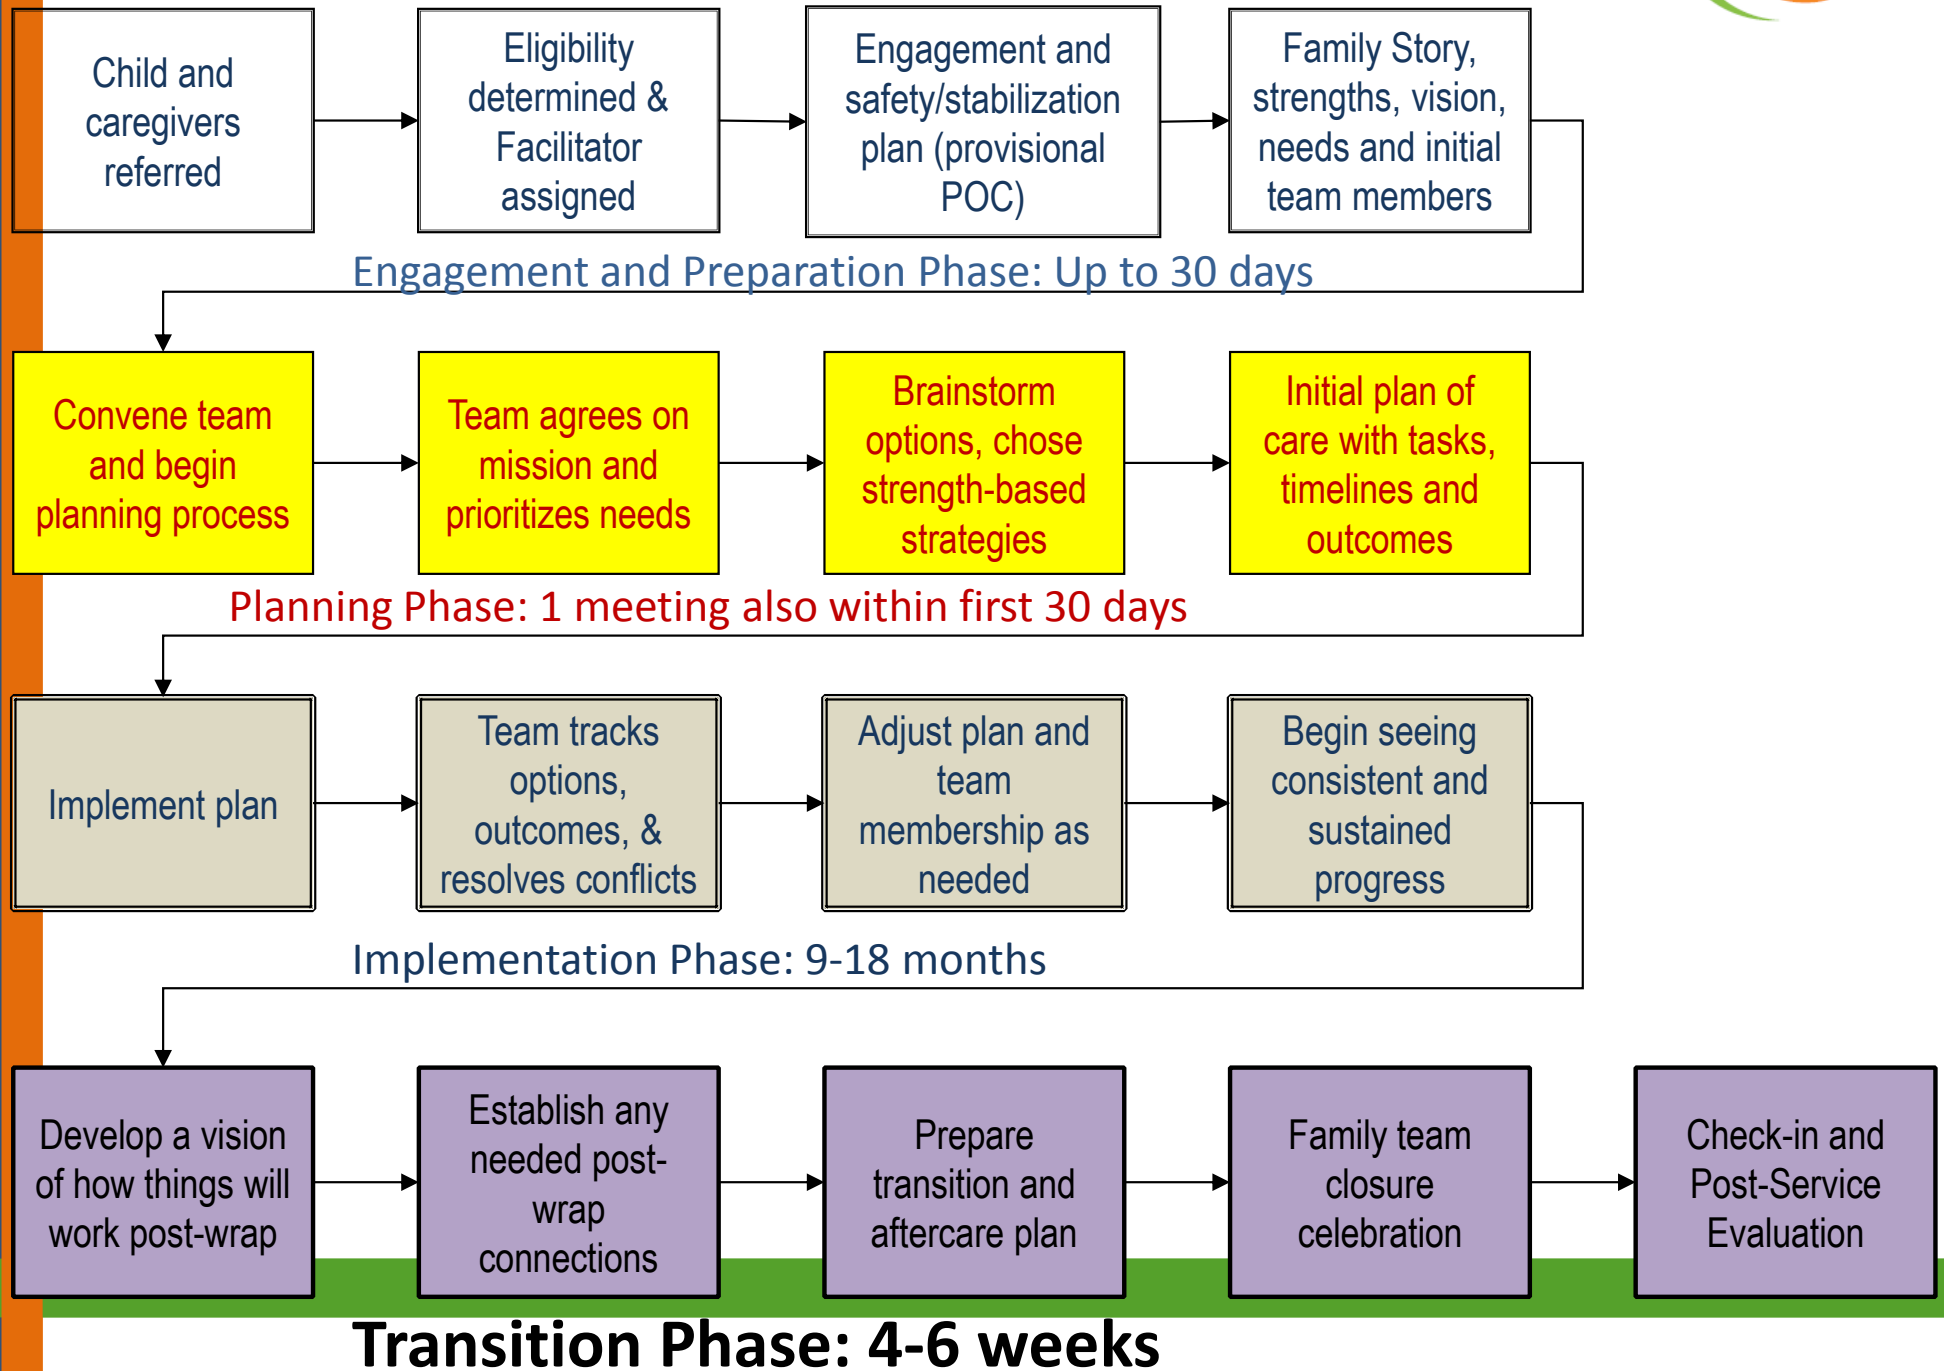 Child and
caregivers
referred
Eligibility
determined &
Facilitator
assigned
Engagement and
safety/stabilization
plan (provisional
POC)
Family Story,
strengths, vision,
needs and initial
team members
Engagement and Preparation Phase: Up to 30 days
Convene team
and begin
planning process
Team agrees on
mission and
prioritizes needs
Brainstorm
options, chose
strength-based
strategies
Initial plan of
care with tasks,
timelines and
outcomes
Planning Phase: 1 meeting also within first 30 days
Implement plan
Team tracks
options,
outcomes, &
resolves conflicts
Adjust plan and
team
membership as
needed
Begin seeing
consistent and
sustained
progress
Implementation Phase: 9-18 months
Develop a vision
of how things will
work post-wrap
Establish any
needed post-
wrap
connections
Prepare
transition and
aftercare plan
Family team
closure
celebration
Check-in and
Post-Service
Evaluation
Transition Phase: 4-6 weeks